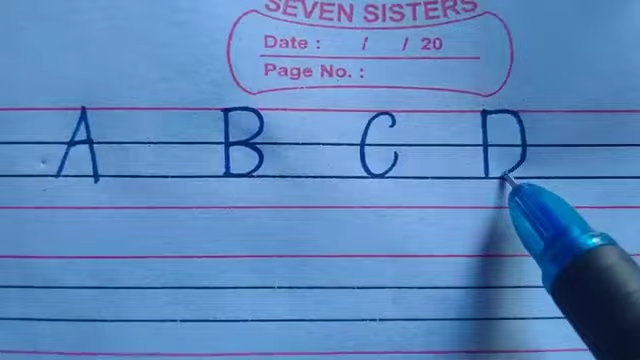 SEVEN SISTERS
Date : / / 20
Page No. :
A B C D